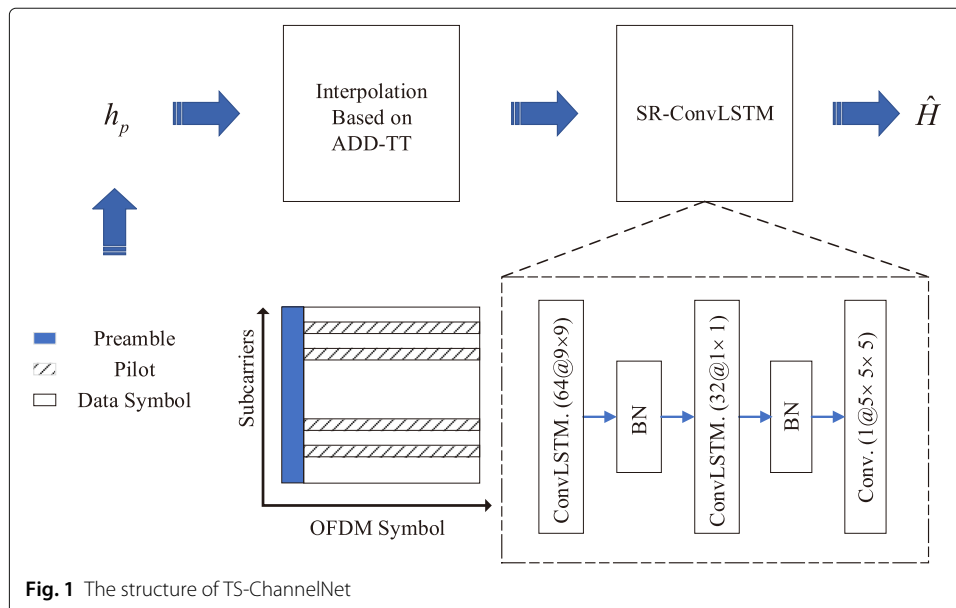 h_p
Interpolation
Based on
ADD-TT
SR-ConvLSTM
Ĥ
Preamble
Pilot
Data Symbol
Subcarriers
OFDM Symbol
ConvLSTM. (64@9×9)
BN
ConvLSTM. (32@1× 1)
BN
Conv. (1@5× 5× 5)
Fig. 1 The structure of TS-ChannelNet